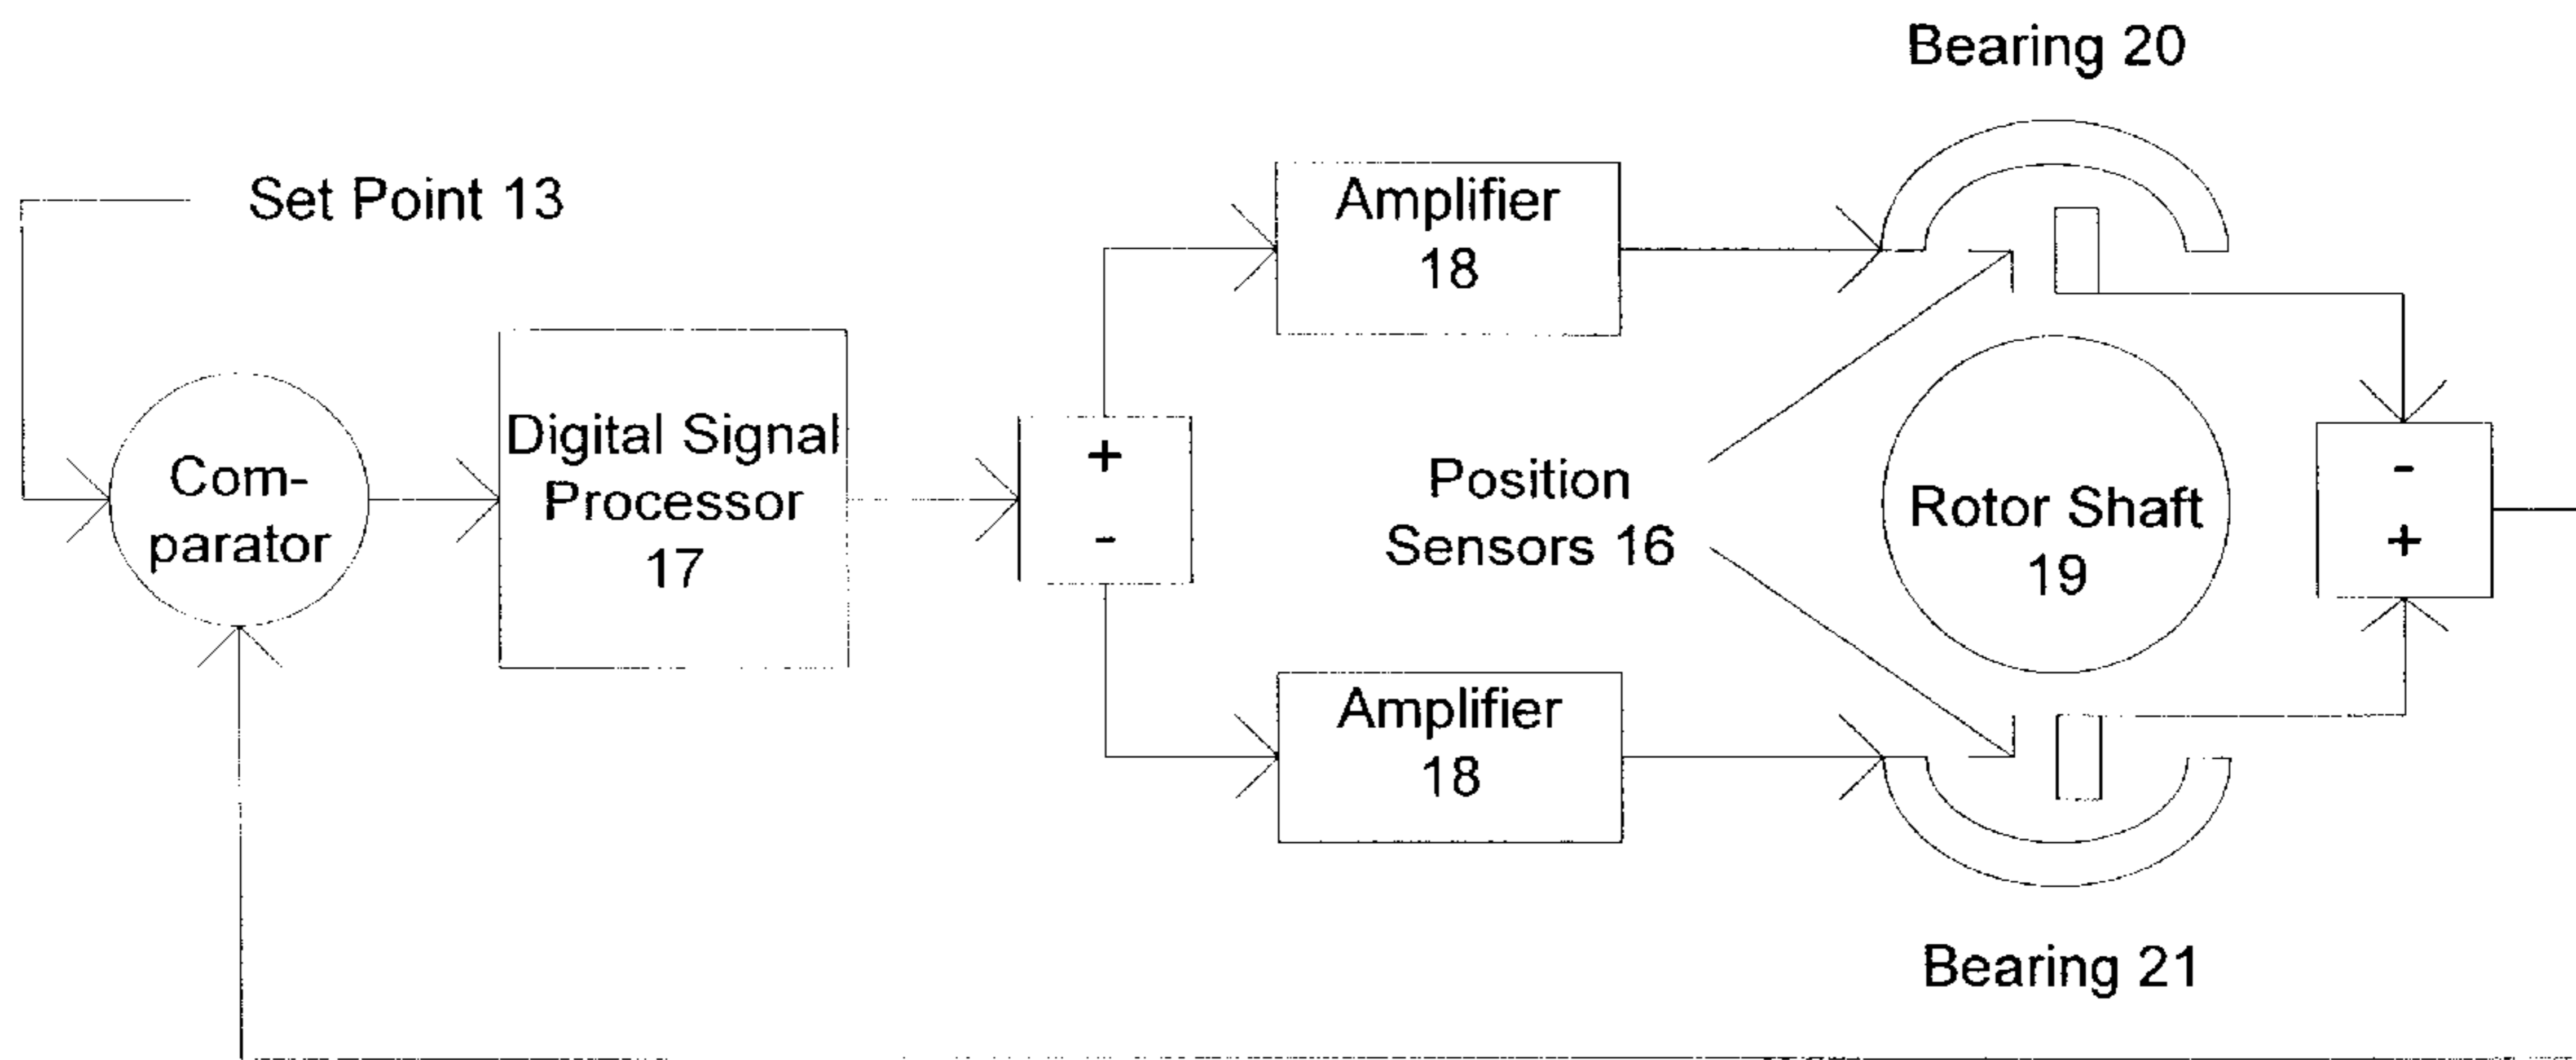 Bearing 20
Set Point 13
Amplifier
18
Com-
parator
Digital Signal
Processor
17
+
-
Position
Sensors 16
Rotor Shaft
19
-
+
Amplifier
18
Bearing 21